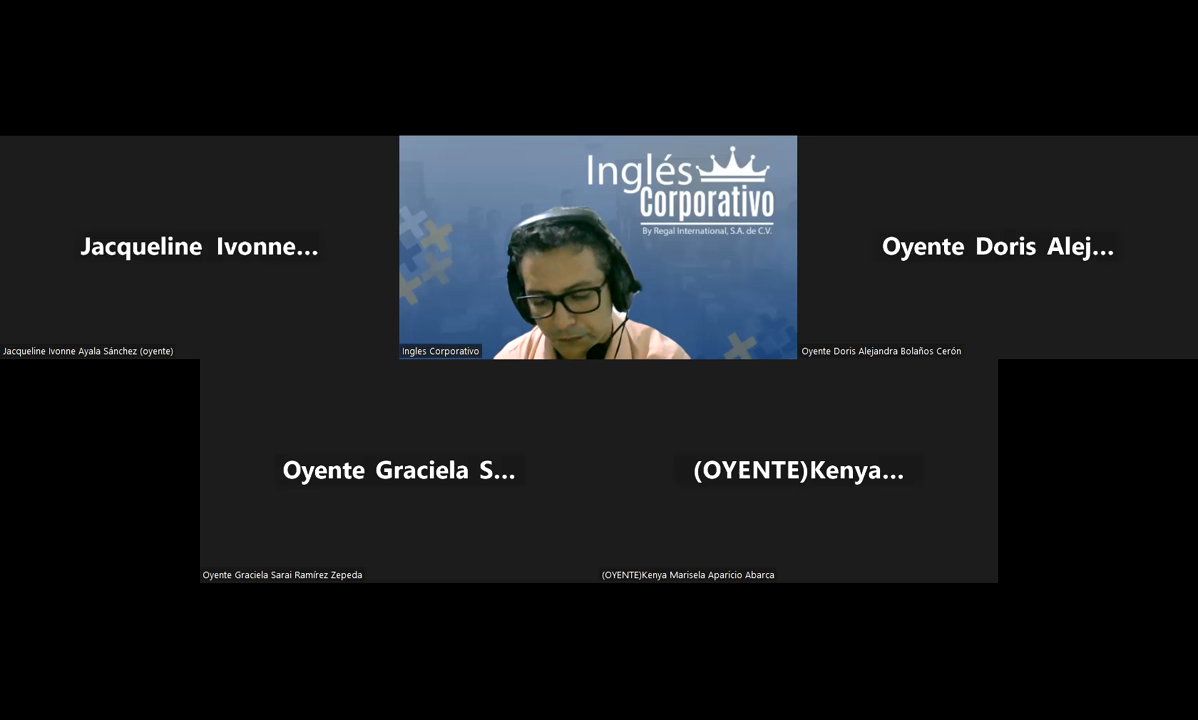 Jacqueline Ivonne...
Jacqueline Ivonne Ayala Sánchez (oyente)
Inglés
Corporativo
By Regal International, S.A. de C.V.
Ingles Corporativo
Oyente Doris Alej...
Oyente Doris Alejandra Bolaños Cerón
Oyente Graciela S...
Oyente Graciela Sarai Ramírez Zepeda
(OYENTE)Kenya...
(OYENTE)Kenya Marisela Aparicio Abarca